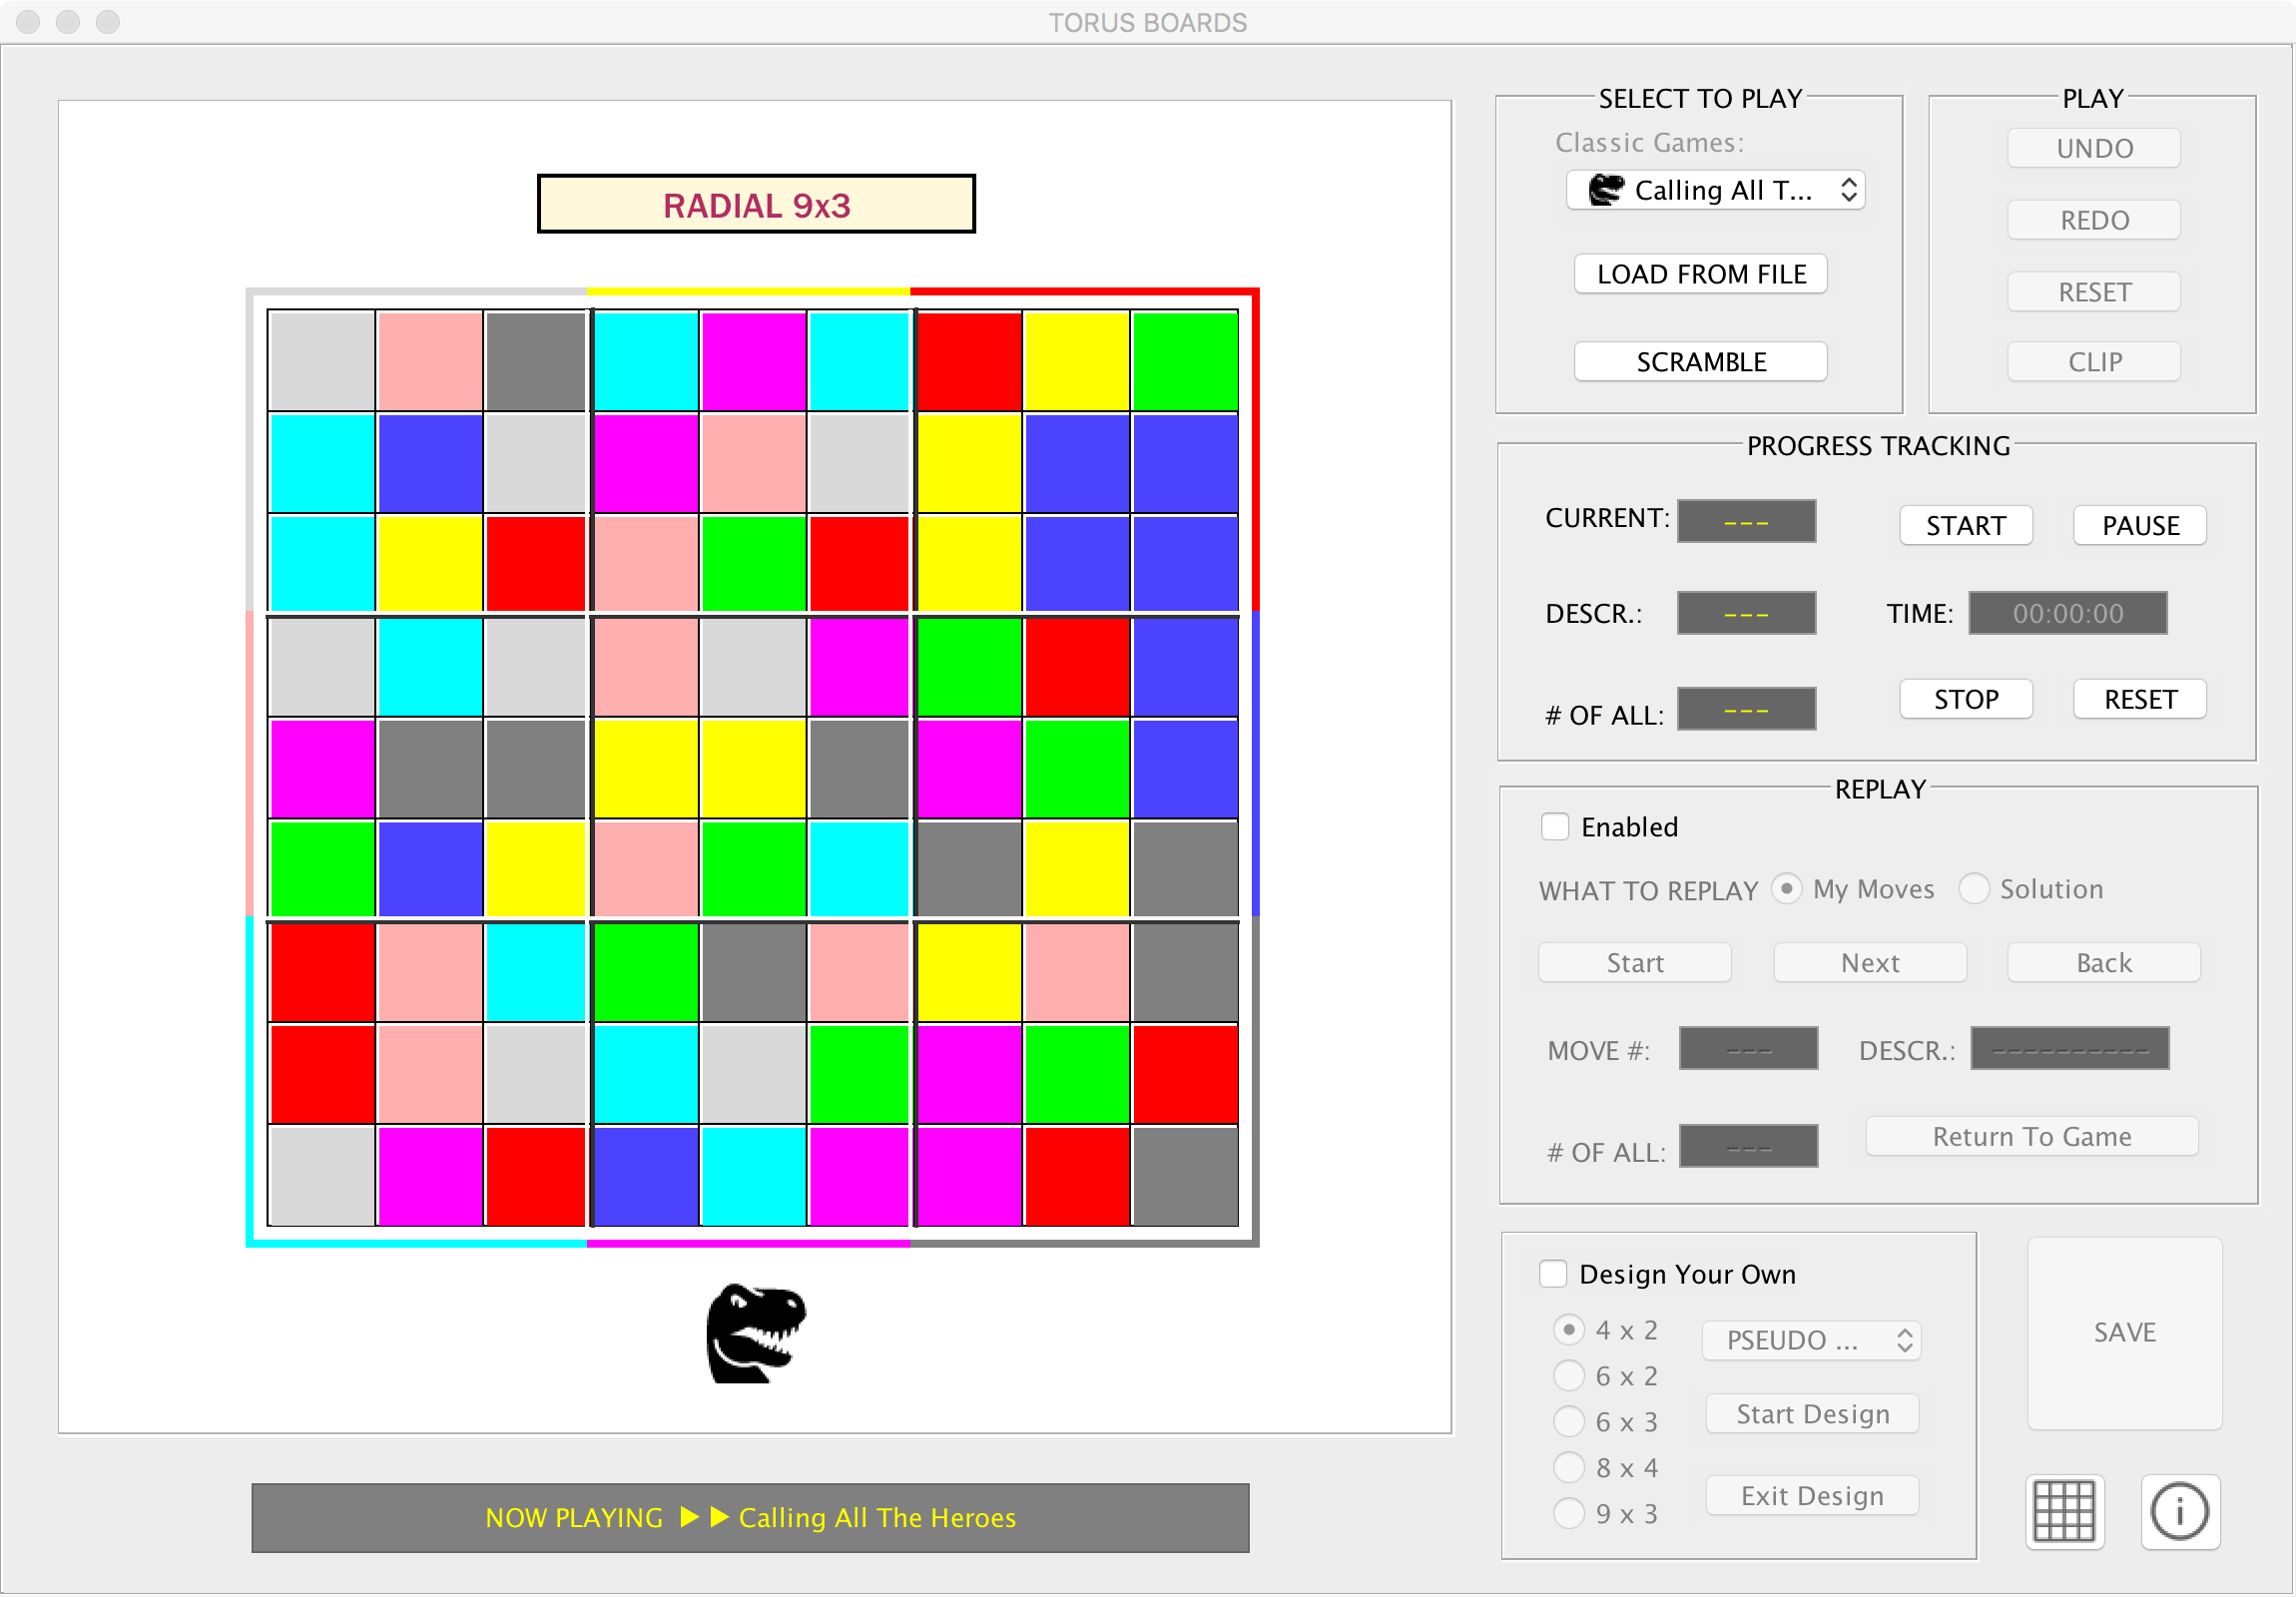 TORUS BOARDS
RADIAL 9x3
NOW PLAYING ▶▶ Calling All The Heroes
SELECT TO PLAY
Classic Games:
Calling All T...
LOAD FROM FILE
SCRAMBLE
PLAY
UNDO
REDO
RESET
CLIP
PROGRESS TRACKING
CURRENT: --- START PAUSE
DESCR.: --- TIME: 00:00:00
# OF ALL: --- STOP RESET
REPLAY
Enabled
WHAT TO REPLAY My Moves Solution
Start Next Back
MOVE #: --- DESCR.: ----------
# OF ALL: --- Return To Game
Design Your Own
4 x 2
6 x 2
6 x 3
8 x 4
9 x 3
PSEUDO ...
Start Design
Exit Design
SAVE
i